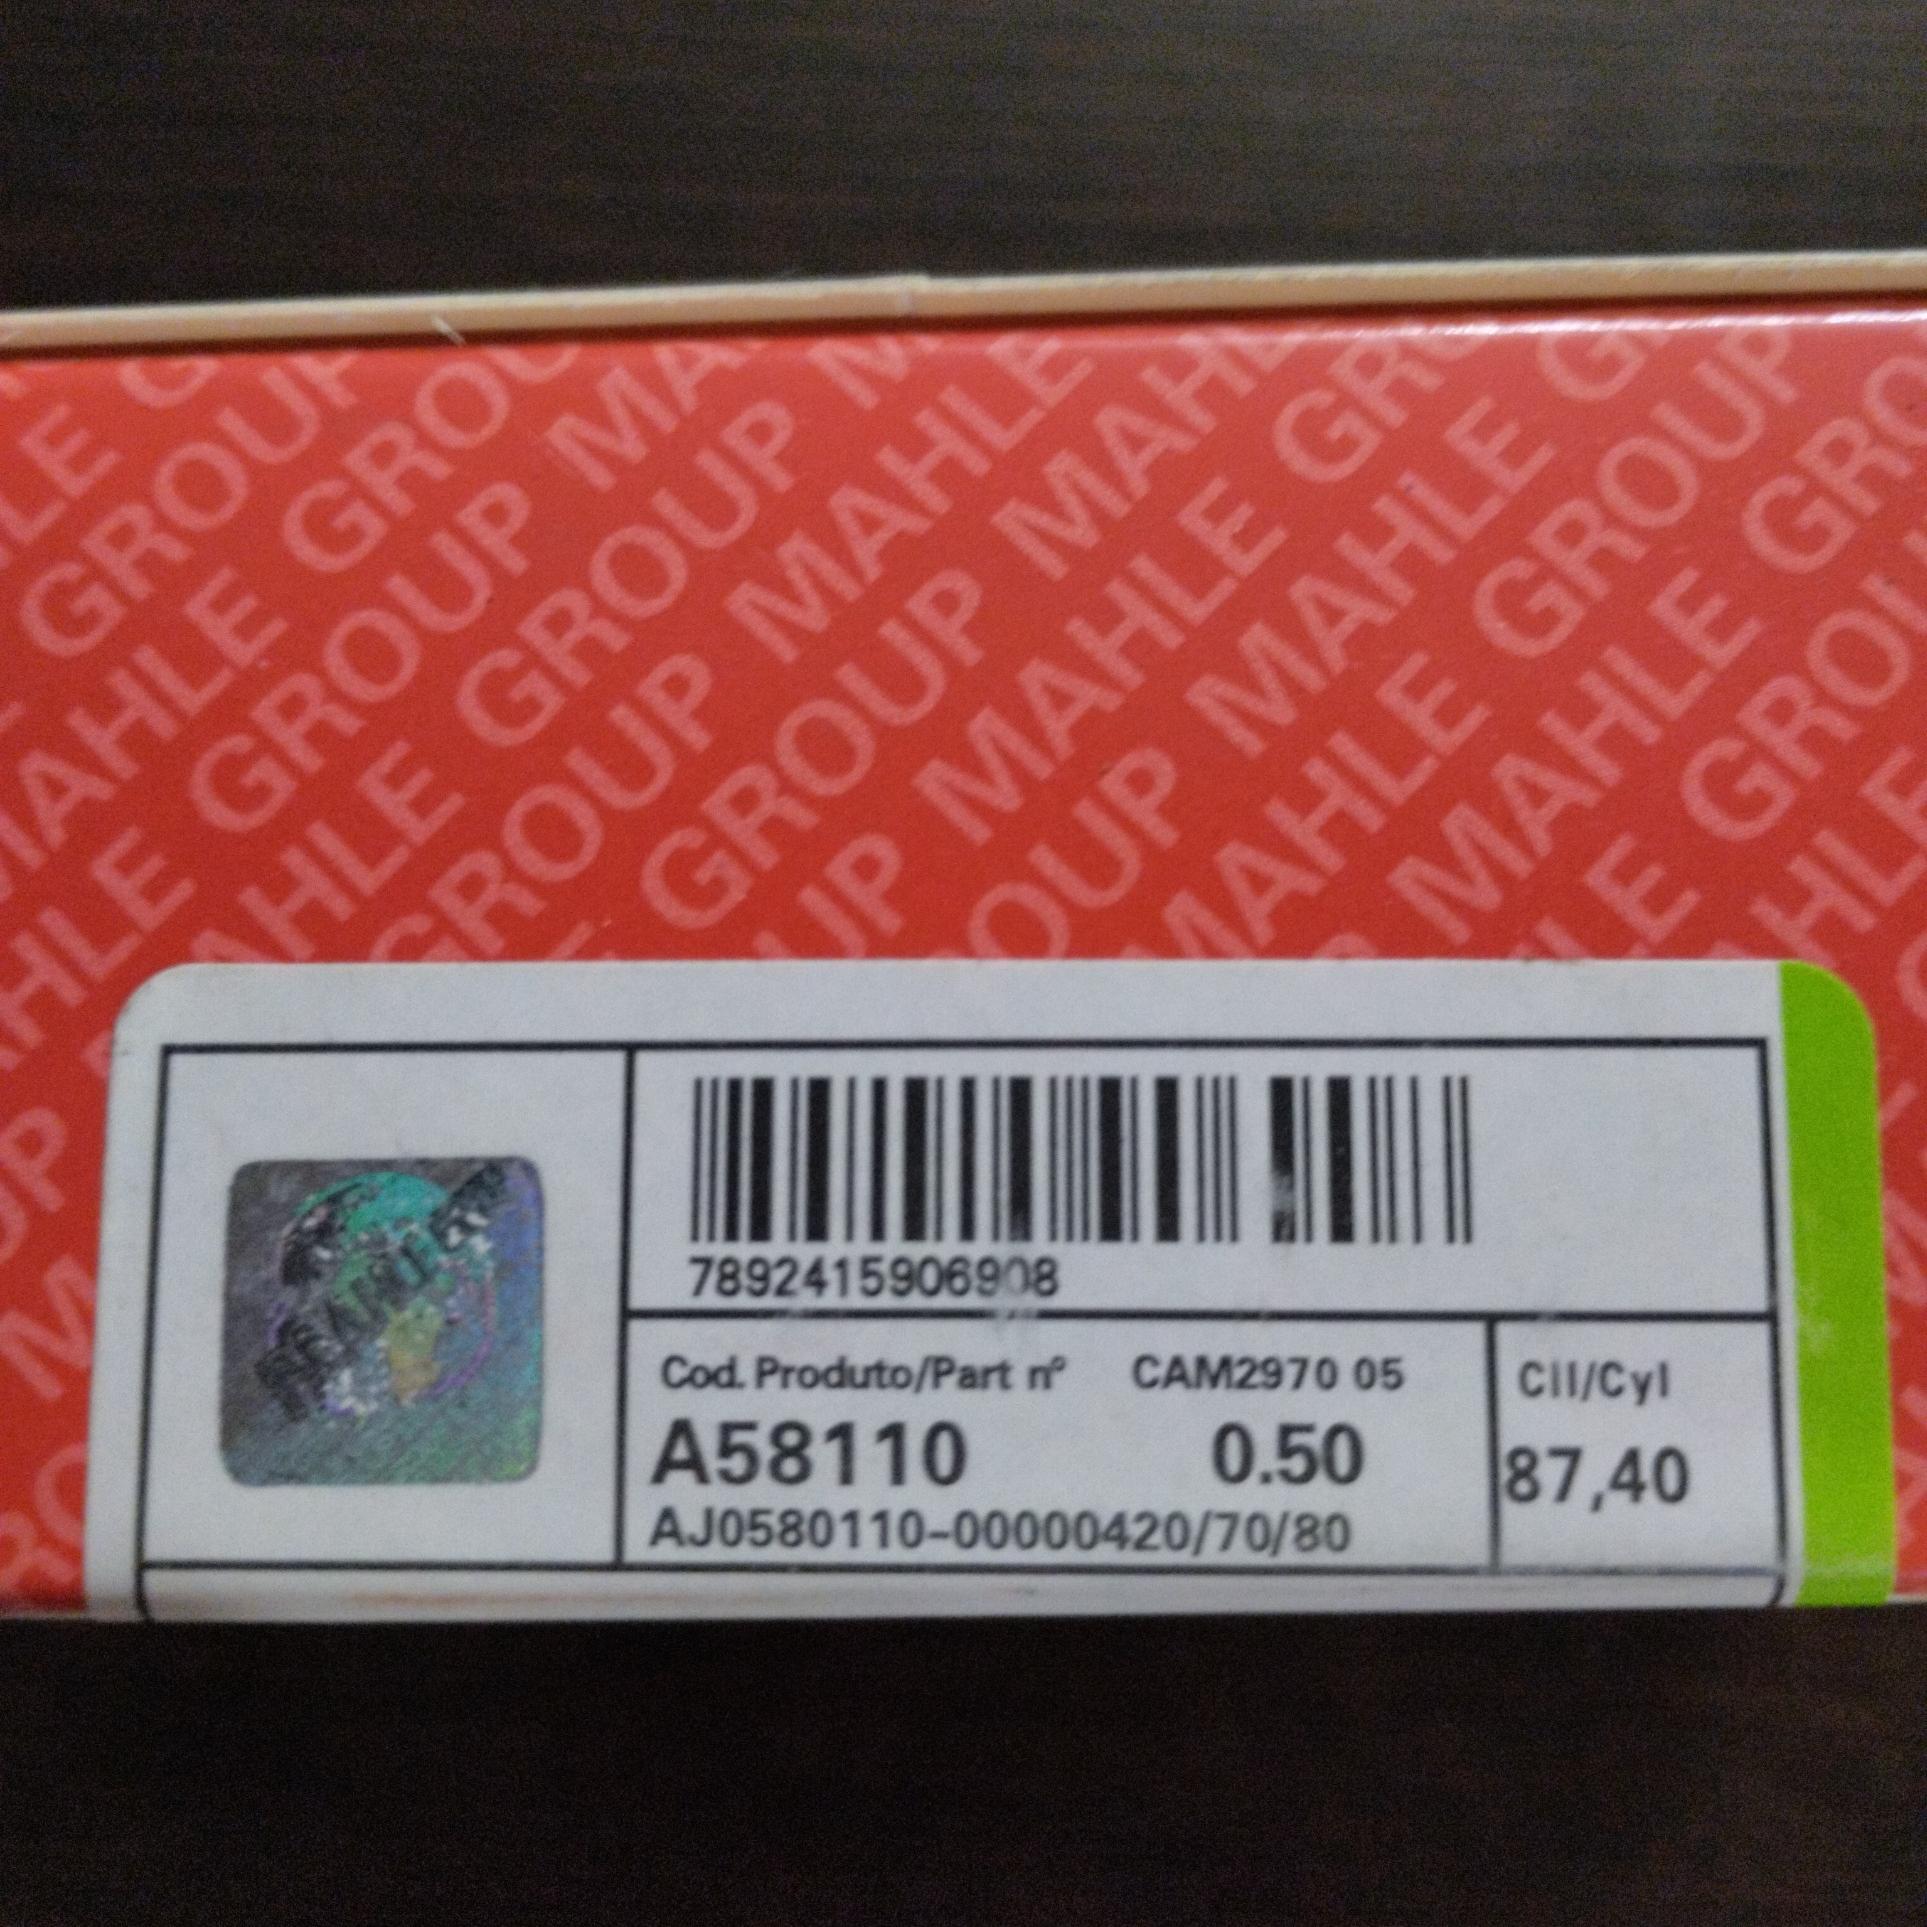 MAHLE GROUP MAHLE GROUP
7892415906908
Cod. Produto/Part nº CAM2970 05
A58110 0.50
AJ0580110-00000420/70/80
Cil/Cyl
87,40